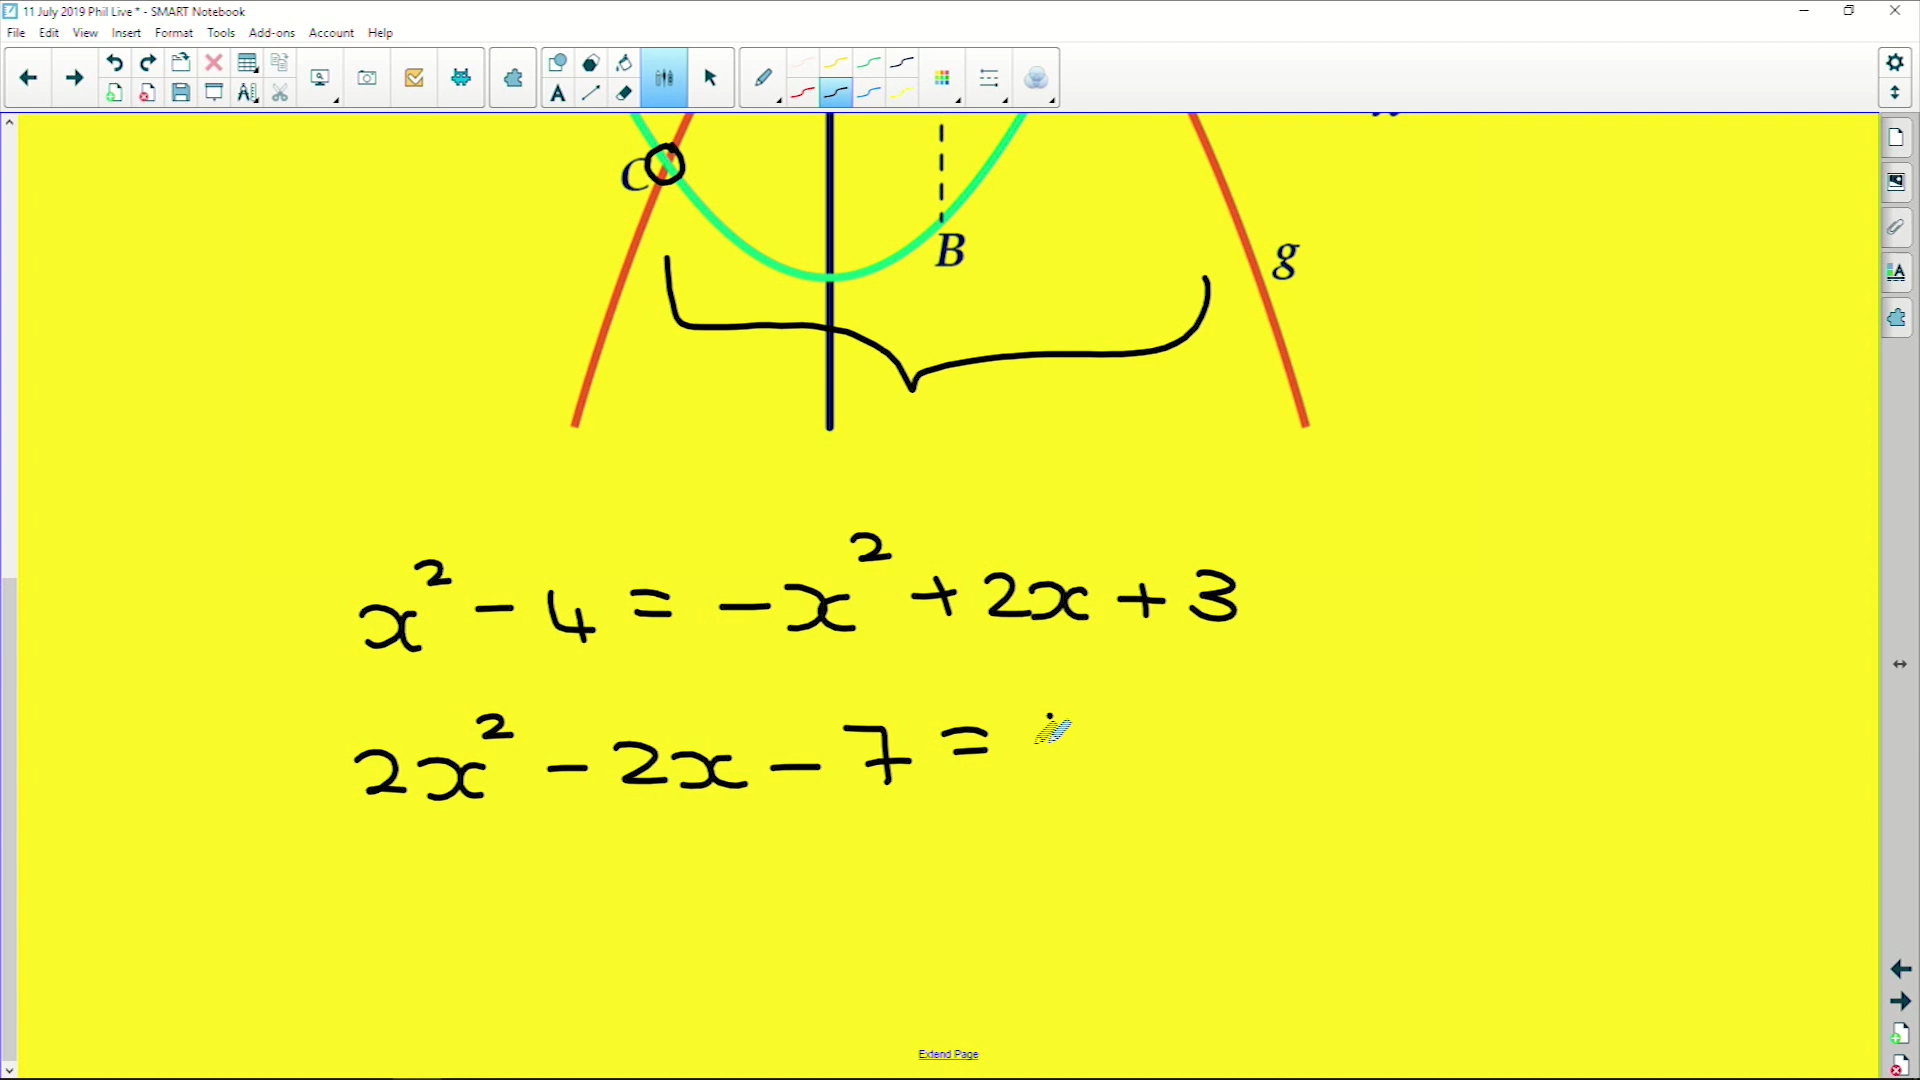 11 July 2019 Phil Live * - SMART Notebook
File Edit View Insert Format Tools Add-ons Account Help
C
B
g
x² - 4 = -x² + 2x + 3
2x² - 2x - 7 =
Extend Page